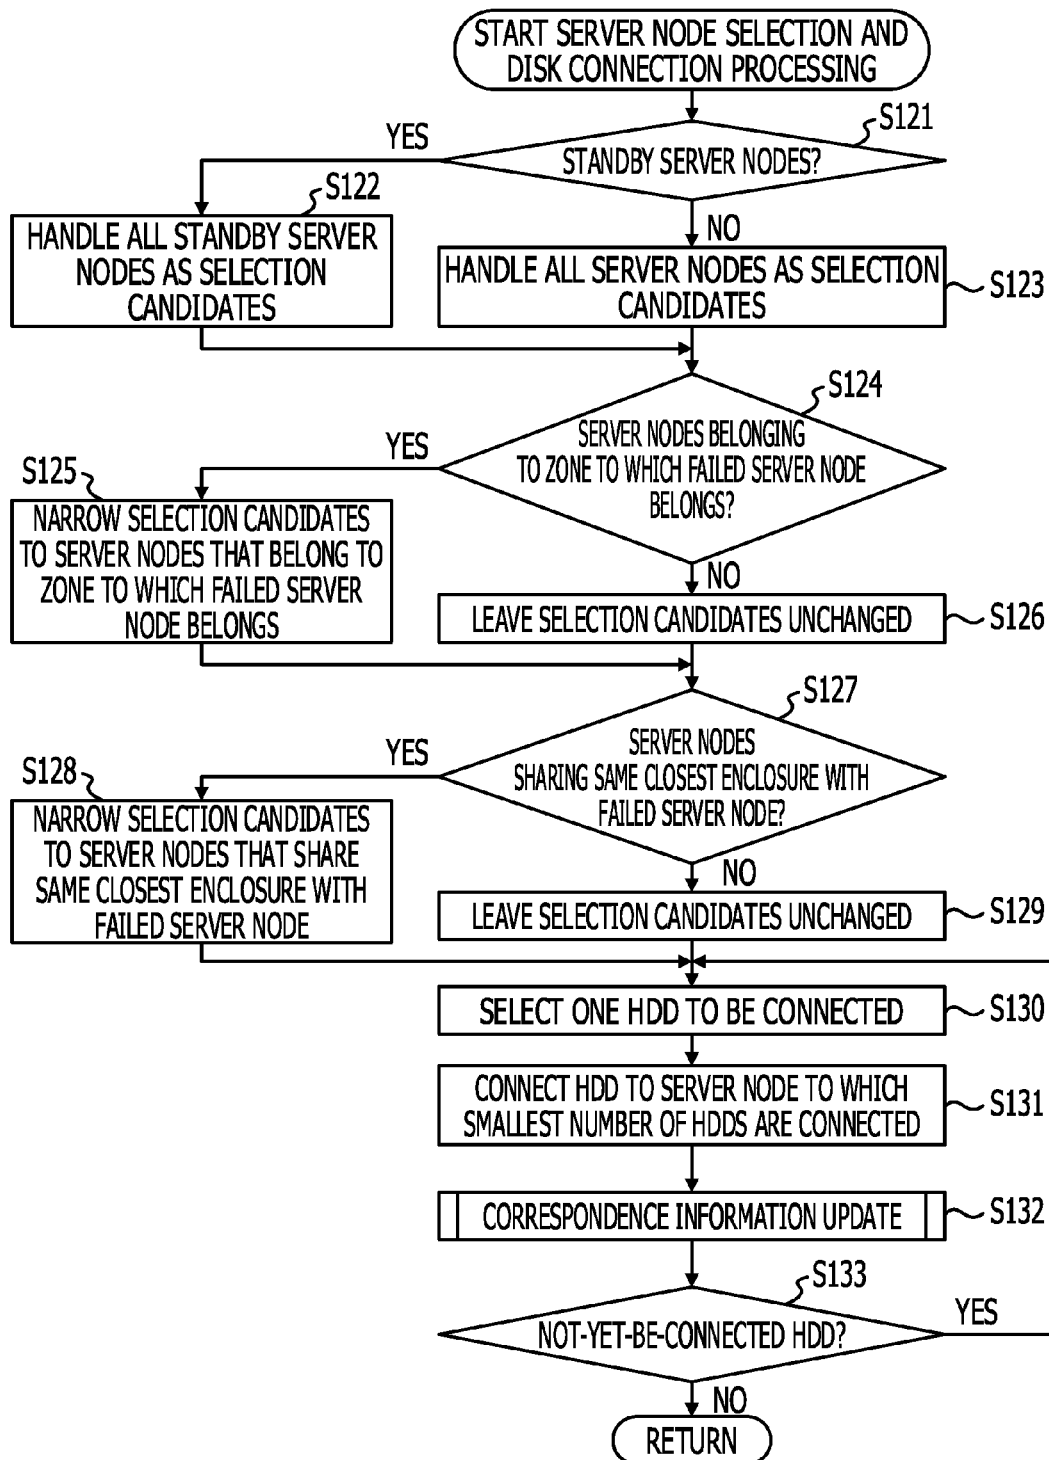 START SERVER NODE SELECTION AND
DISK CONNECTION PROCESSING
S121
YES
STANDBY SERVER NODES?
S122
NO
HANDLE ALL STANDBY SERVER
NODES AS SELECTION
CANDIDATES
HANDLE ALL SERVER NODES AS SELECTION
CANDIDATES
S123
S124
YES
SERVER NODES BELONGING
TO ZONE TO WHICH FAILED SERVER NODE
BELONGS?
S125
NARROW SELECTION CANDIDATES
TO SERVER NODES THAT BELONG TO
ZONE TO WHICH FAILED SERVER
NODE BELONGS
NO
LEAVE SELECTION CANDIDATES UNCHANGED
S126
S127
YES
SERVER NODES
SHARING SAME CLOSEST ENCLOSURE WITH
FAILED SERVER NODE?
S128
NARROW SELECTION CANDIDATES
TO SERVER NODES THAT SHARE
SAME CLOSEST ENCLOSURE WITH
FAILED SERVER NODE
NO
LEAVE SELECTION CANDIDATES UNCHANGED
S129
SELECT ONE HDD TO BE CONNECTED
S130
CONNECT HDD TO SERVER NODE TO WHICH
SMALLEST NUMBER OF HDDS ARE CONNECTED
S131
CORRESPONDENCE INFORMATION UPDATE
S132
S133
YES
NOT-YET-BE-CONNECTED HDD?
NO
RETURN